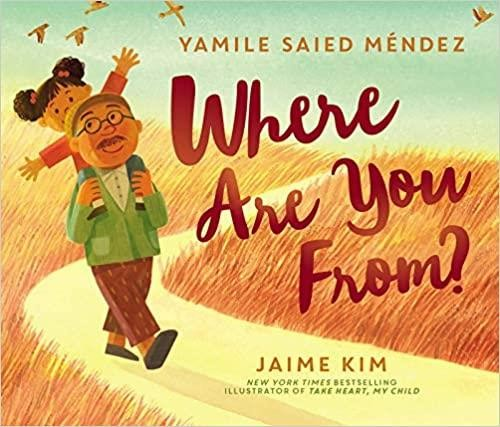 YAMILE SAIED MÉNDEZ
Where
Are You
From?
JAIME KIM
NEW YORK TIMES BESTSELLING
ILLUSTRATOR OF TAKE HEART, MY CHILD